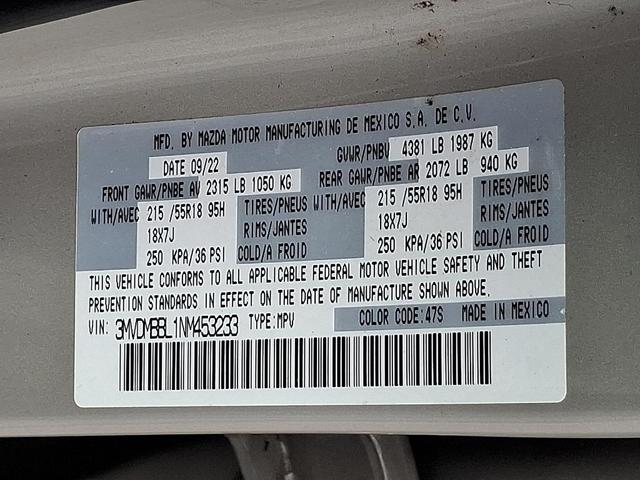 MFD. BY MAZDA MOTOR MANUFACTURING DE MEXICO S.A. DE C.V.
DATE 09/22 GVWR/PNBV 4381 LB 1987 KG
FRONT GAWR/PNBE AV 2315 LB 1050 KG REAR GAWR/PNBE AR 2072 LB 940 KG
WITH/AVEC 215 /55R18 95H TIRES/PNEUS WITH/AVEC 215 /55R18 95H TIRES/PNEUS
18X7J RIMS/JANTES 18X7J RIMS/JANTES
250 KPA/36 PSI COLD/A FROID 250 KPA/36 PSI COLD/A FROID
THIS VEHICLE CONFORMS TO ALL APPLICABLE FEDERAL MOTOR VEHICLE SAFETY AND THEFT
PREVENTION STANDARDS IN EFFECT ON THE DATE OF MANUFACTURE SHOWN ABOVE.
VIN: 3MVDMBBL1NM453233 TYPE:MPV COLOR CODE:47S MADE IN MEXICO